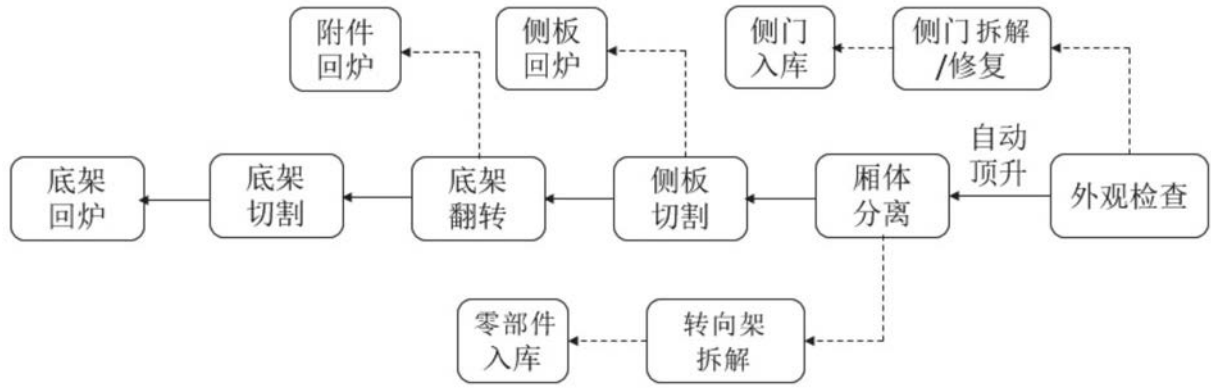 附件
回炉
侧板
回炉
侧门
入库
侧门拆解
/修复
自动
顶升
底架
回炉
底架
切割
底架
翻转
侧板
切割
厢体
分离
外观检查
零部件
入库
转向架
拆解